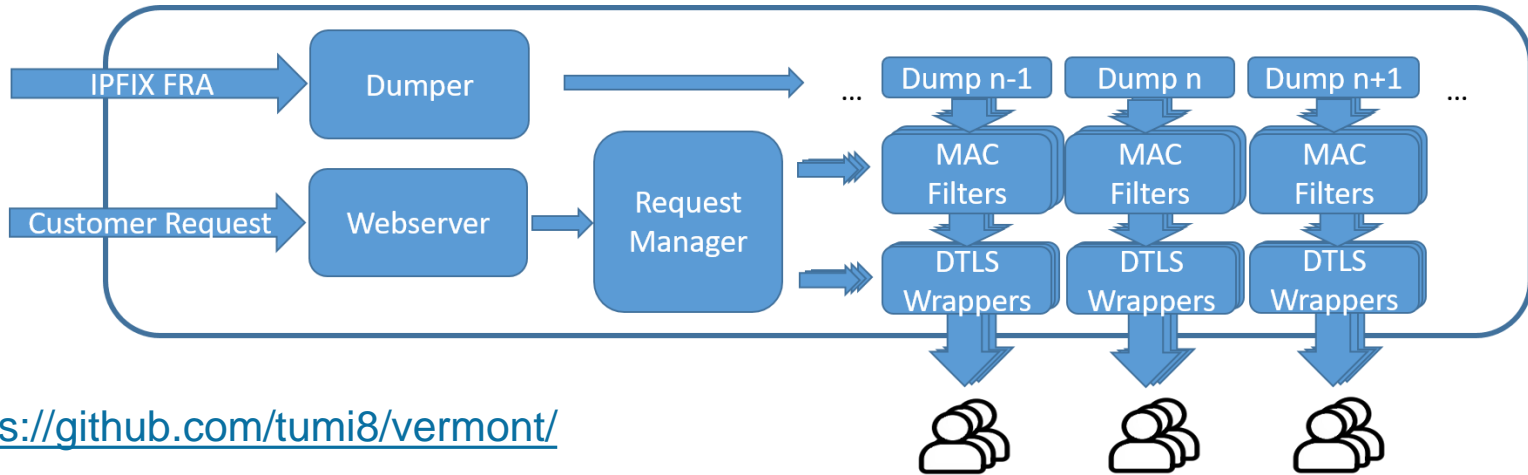 IPFIX FRA
Dumper
...
Dump n-1
Dump n
Dump n+1
...
MAC
Filters
MAC
Filters
MAC
Filters
Customer Request
Webserver
Request
Manager
DTLS
Wrappers
DTLS
Wrappers
DTLS
Wrappers
s://github.com/tumi8/vermont/